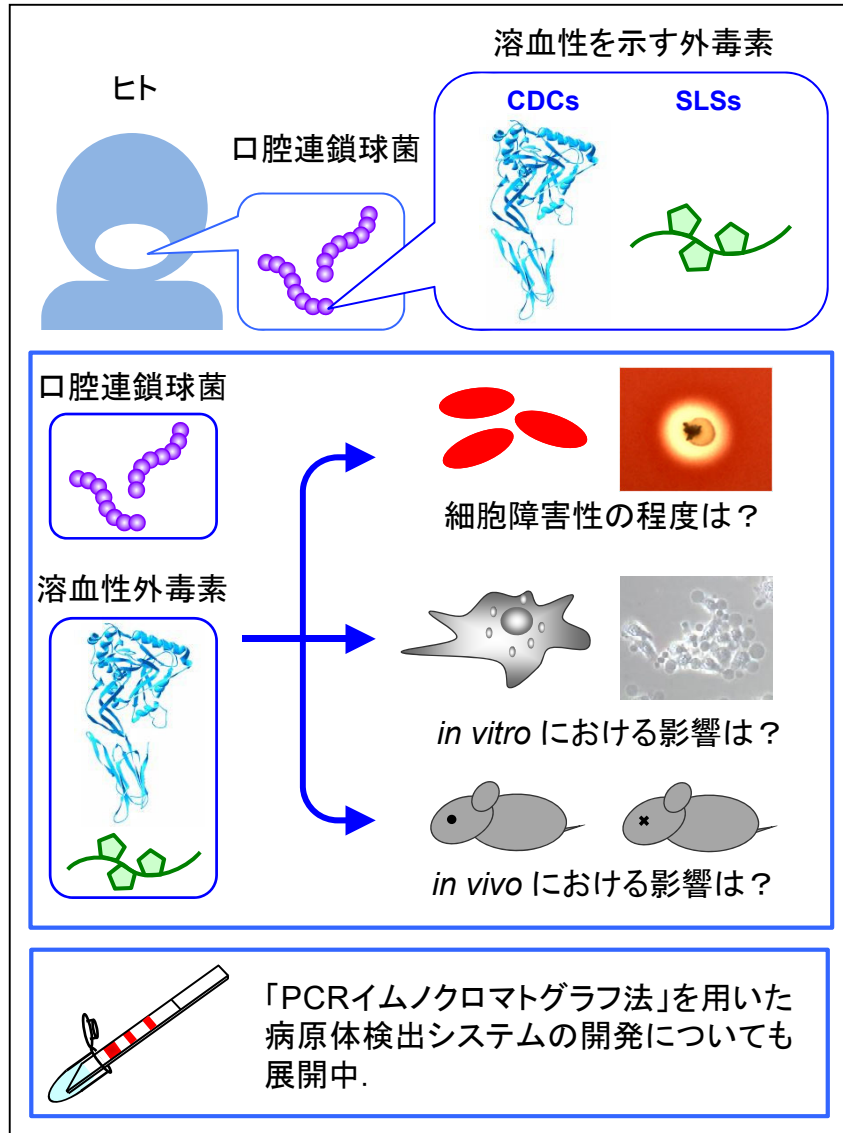 溶血性を示す外毒素
ヒト
CDCs
SLSs
口腔連鎖球菌
口腔連鎖球菌
細胞障害性の程度は？
溶血性外毒素
in vitro における影響は？
in vivo における影響は？
「PCRイムノクロマトグラフ法」を用いた
病原体検出システムの開発についても
展開中.